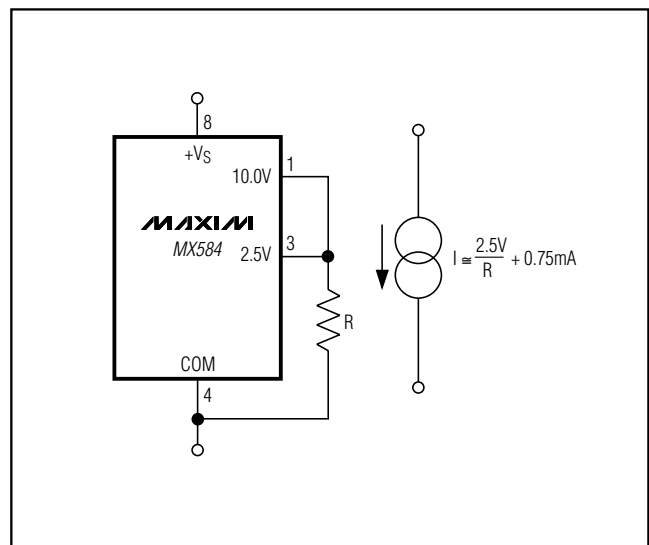 8
+VS
1
10.0V
MAXIM
MX584
3
2.5V
R
COM
4
I ≅ 2.5V/R + 0.75mA